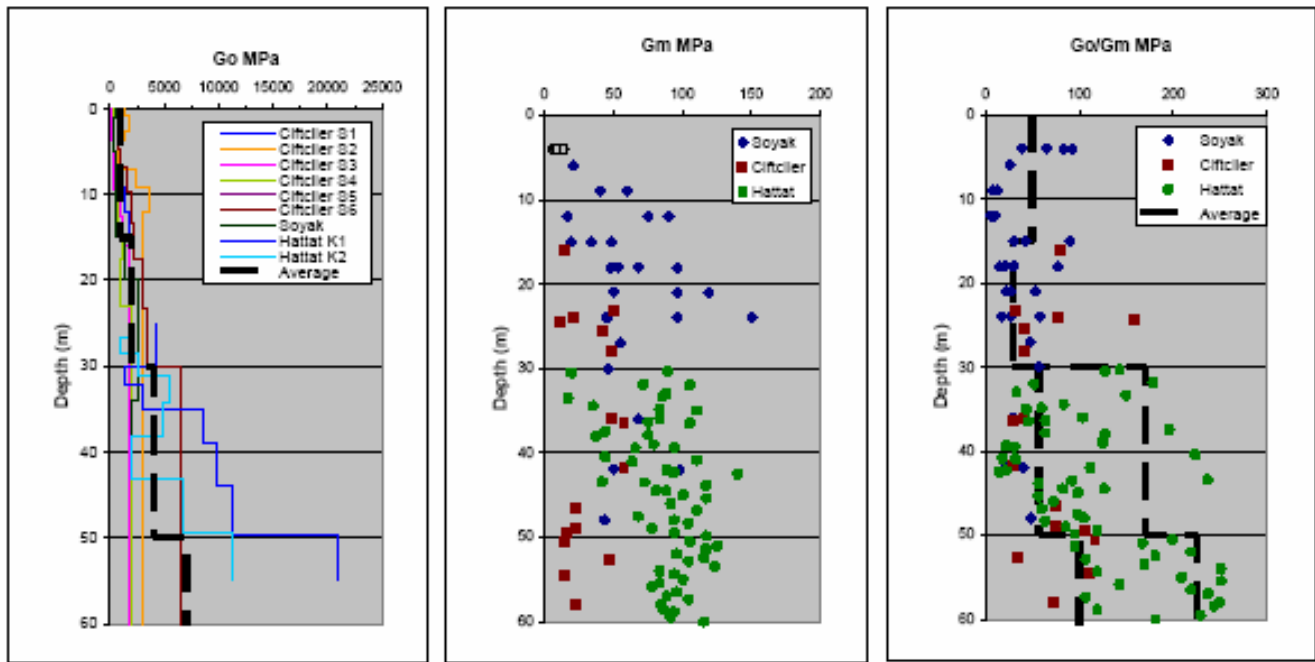 Go MPa
0 5000 10000 15000 20000 25000
0
10
20
30
40
50
60
Depth (m)
Ciftciler S1
Ciftciler S2
Ciftciler S3
Ciftciler S4
Ciftciler S5
Ciftciler S6
Soyak
Hattat K1
Hattat K2
Average
Gm MPa
0 50 100 150 200
0
10
20
30
40
50
60
Depth (m)
Soyak
Ciftciler
Hattat
Go/Gm MPa
0 100 200 300
0
10
20
30
40
50
60
Depth (m)
Soyak
Ciftciler
Hattat
Average